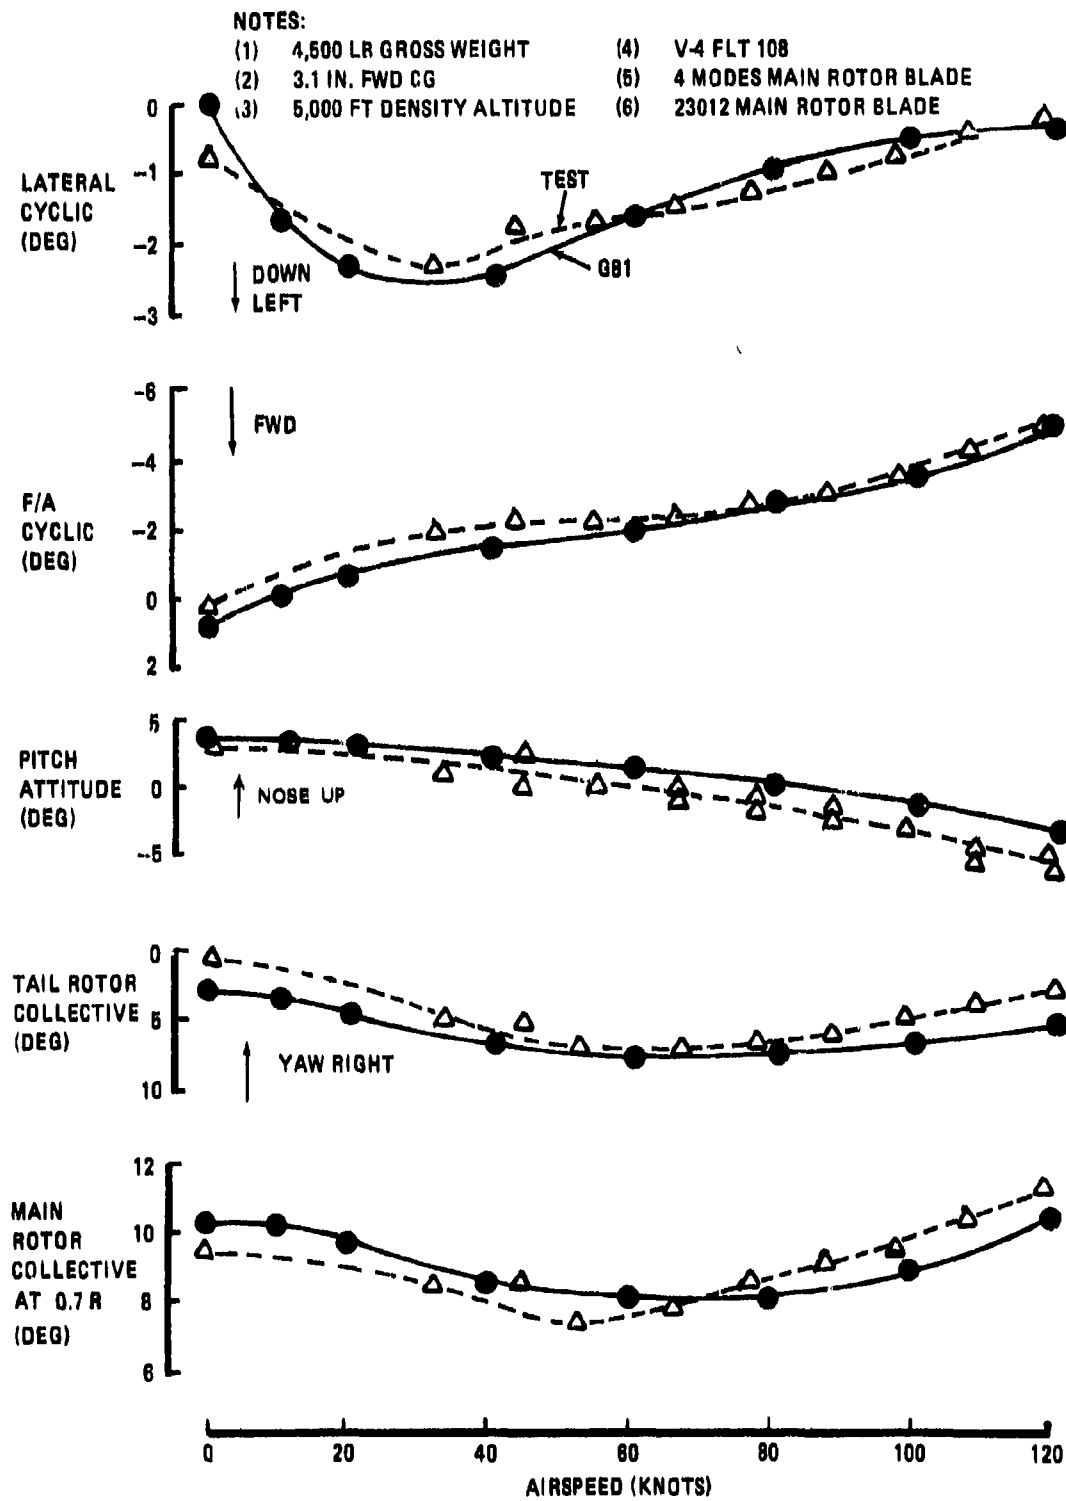 NOTES:
(1) 4,500 LR GROSS WEIGHT (4) V-4 FLT 108
(2) 3.1 IN. FWD CG (5) 4 MODES MAIN ROTOR BLADE
(3) 5,000 FT DENSITY ALTITUDE (6) 23012 MAIN ROTOR BLADE
LATERAL
CYCLIC
(DEG)
0
-1
-2
-3
DOWN
LEFT
TEST
G81
F/A
CYCLIC
(DEG)
-6
-4
-2
0
2
FWD
PITCH
ATTITUDE
(DEG)
5
0
-5
NOSE UP
TAIL ROTOR
COLLECTIVE
(DEG)
0
5
10
YAW RIGHT
MAIN
ROTOR
COLLECTIVE
AT 0.7 R
(DEG)
12
10
8
6
0 20 40 60 80 100 120
AIRSPEED (KNOTS)